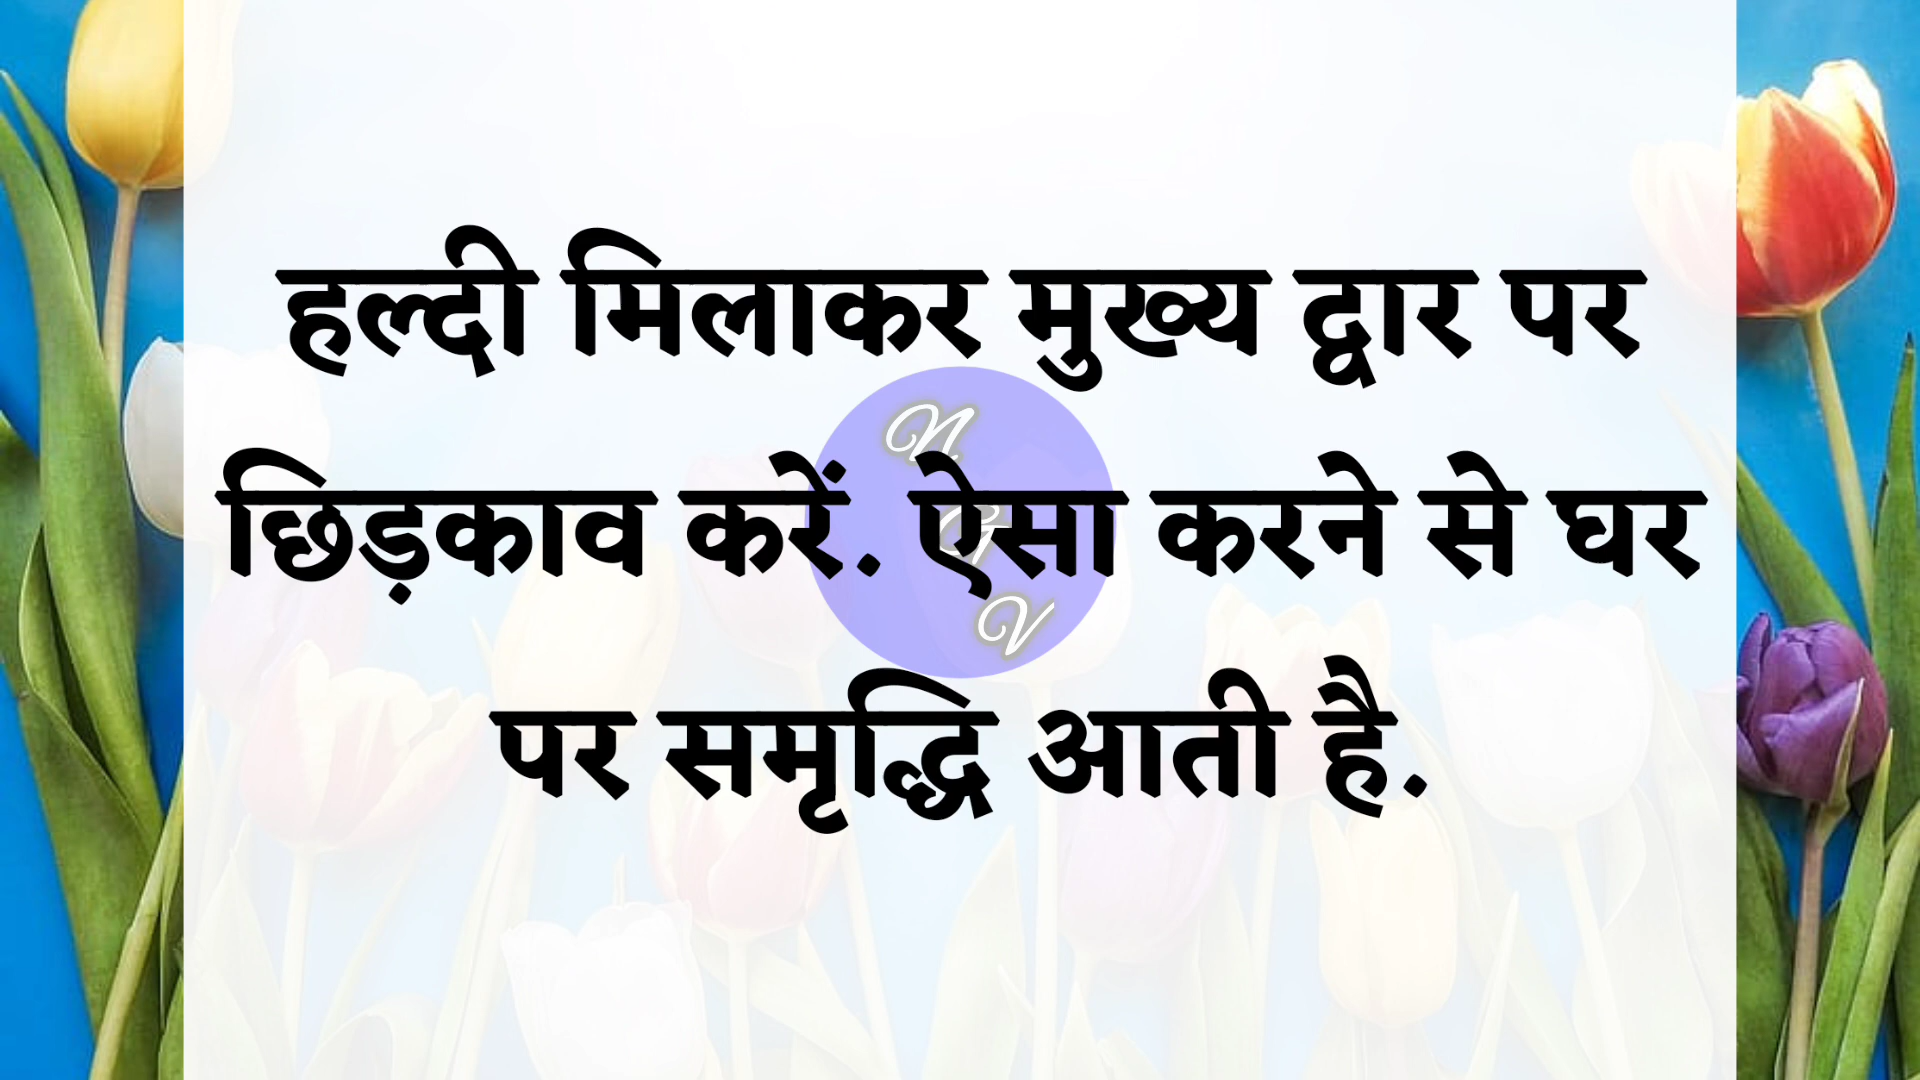 हल्दी मिलाकर मुख्य द्वार पर
छिड़काव करें. ऐसा करने से घर
पर समृद्धि आती है.
N
V